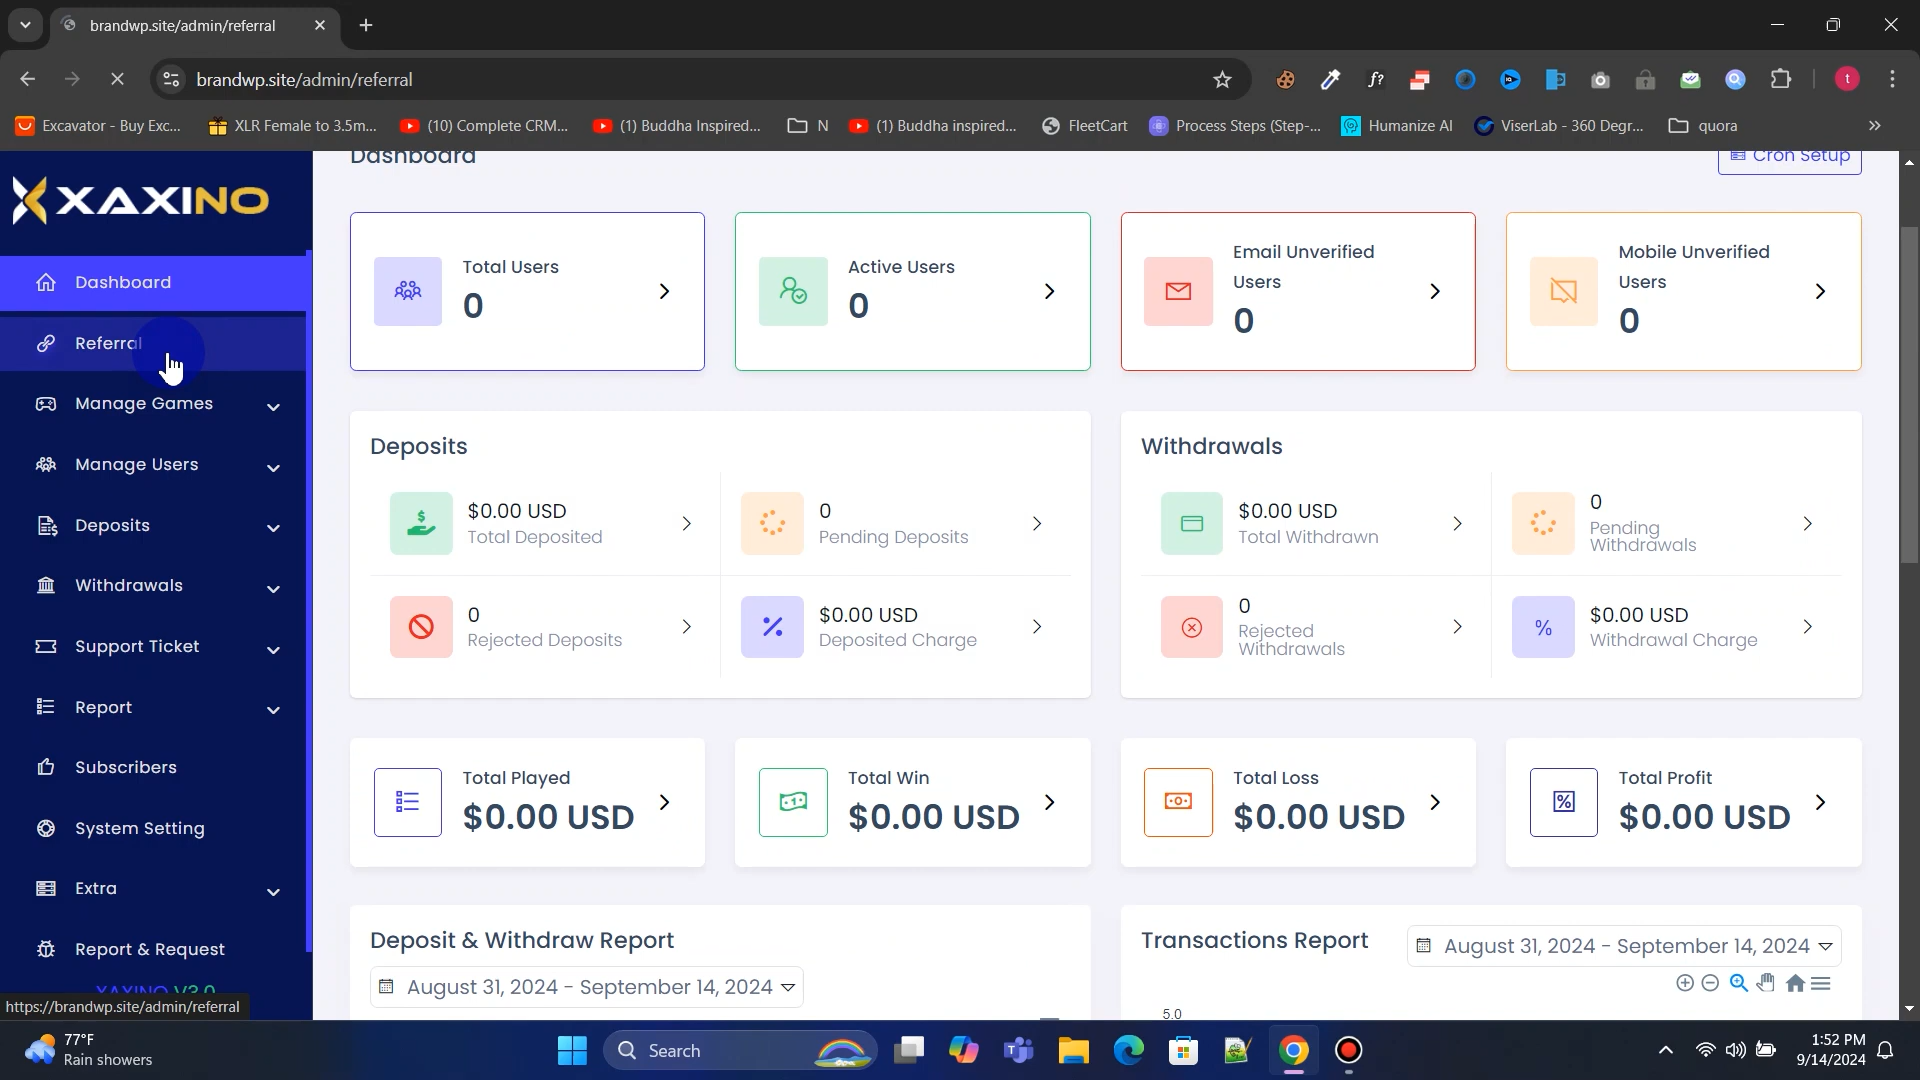 brandwp.site/admin/referral
brandwp.site/admin/referral
Excavator - Buy Exc...
XLR Female to 3.5m...
(10) Complete CRM...
(1) Buddha Inspired...
N
(1) Buddha inspired...
FleetCart
Process Steps (Step-...
Humanize AI
ViserLab - 360 Degr...
quora
XAXINO
Dashboard
Referral
Manage Games
Manage Users
Deposits
Withdrawals
Support Ticket
Report
Subscribers
System Setting
Extra
Report & Request
XAXINO V3.0
https://brandwp.site/admin/referral
Dashboard
Cron Setup
Total Users
0
Active Users
0
Email Unverified
Users
0
Mobile Unverified
Users
0
Deposits
$0.00 USD
Total Deposited
0
Pending Deposits
0
Rejected Deposits
$0.00 USD
Deposited Charge
Withdrawals
$0.00 USD
Total Withdrawn
0
Pending
Withdrawals
0
Rejected
Withdrawals
$0.00 USD
Withdrawal Charge
Total Played
$0.00 USD
Total Win
$0.00 USD
Total Loss
$0.00 USD
Total Profit
$0.00 USD
Deposit & Withdraw Report
August 31, 2024 - September 14, 2024
Transactions Report
August 31, 2024 - September 14, 2024
5.0
77°F
Rain showers
Search
1:52 PM
9/14/2024